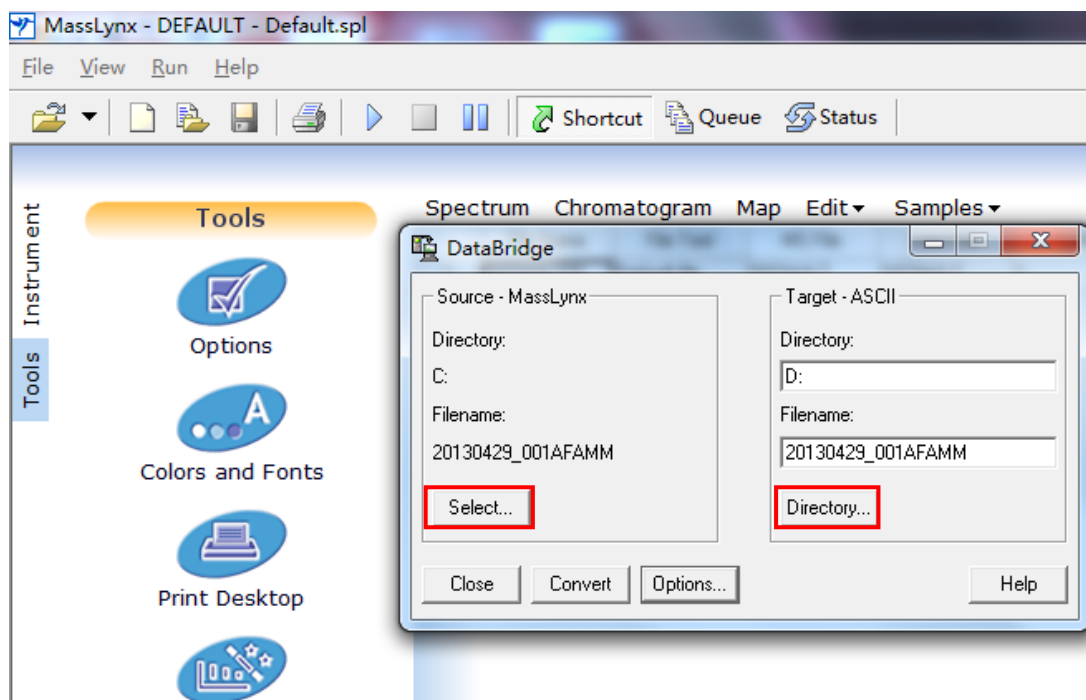 MassLynx - DEFAULT - Default.spl
File View Run Help
Shortcut Queue Status
Instrument
Tools
Tools
Options
Colors and Fonts
Print Desktop
Spectrum Chromatogram Map Edit Samples
DataBridge
Source - MassLynx
Directory:
C:
Filename:
20130429_001AFAMM
Select...
Target - ASCII
Directory:
D:
Filename:
20130429_001AFAMM
Directory...
Close Convert Options... Help